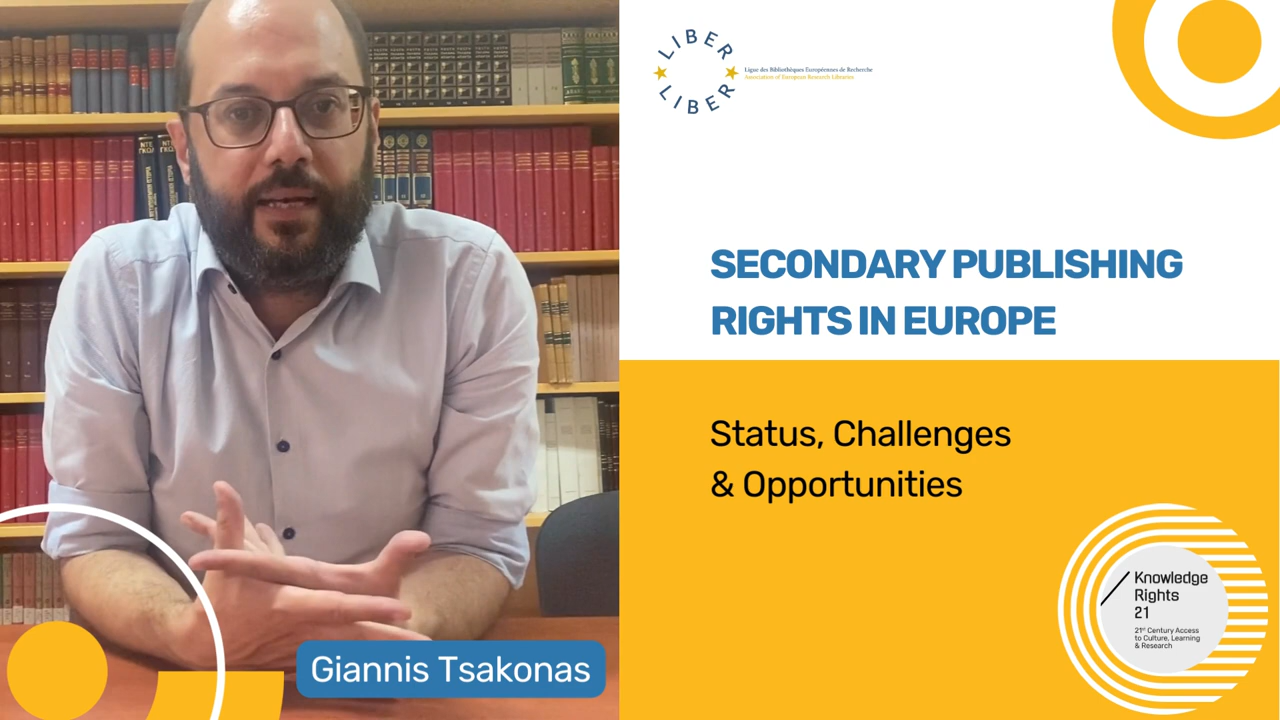 LIBER
LIBER
Ligue des Bibliothèques Européennes de Recherche
Association of European Research Libraries
SECONDARY PUBLISHING
RIGHTS IN EUROPE
Status, Challenges
& Opportunities
Knowledge
Rights
21
21st Century Access
to Culture, Learning
& Research
Giannis Tsakonas